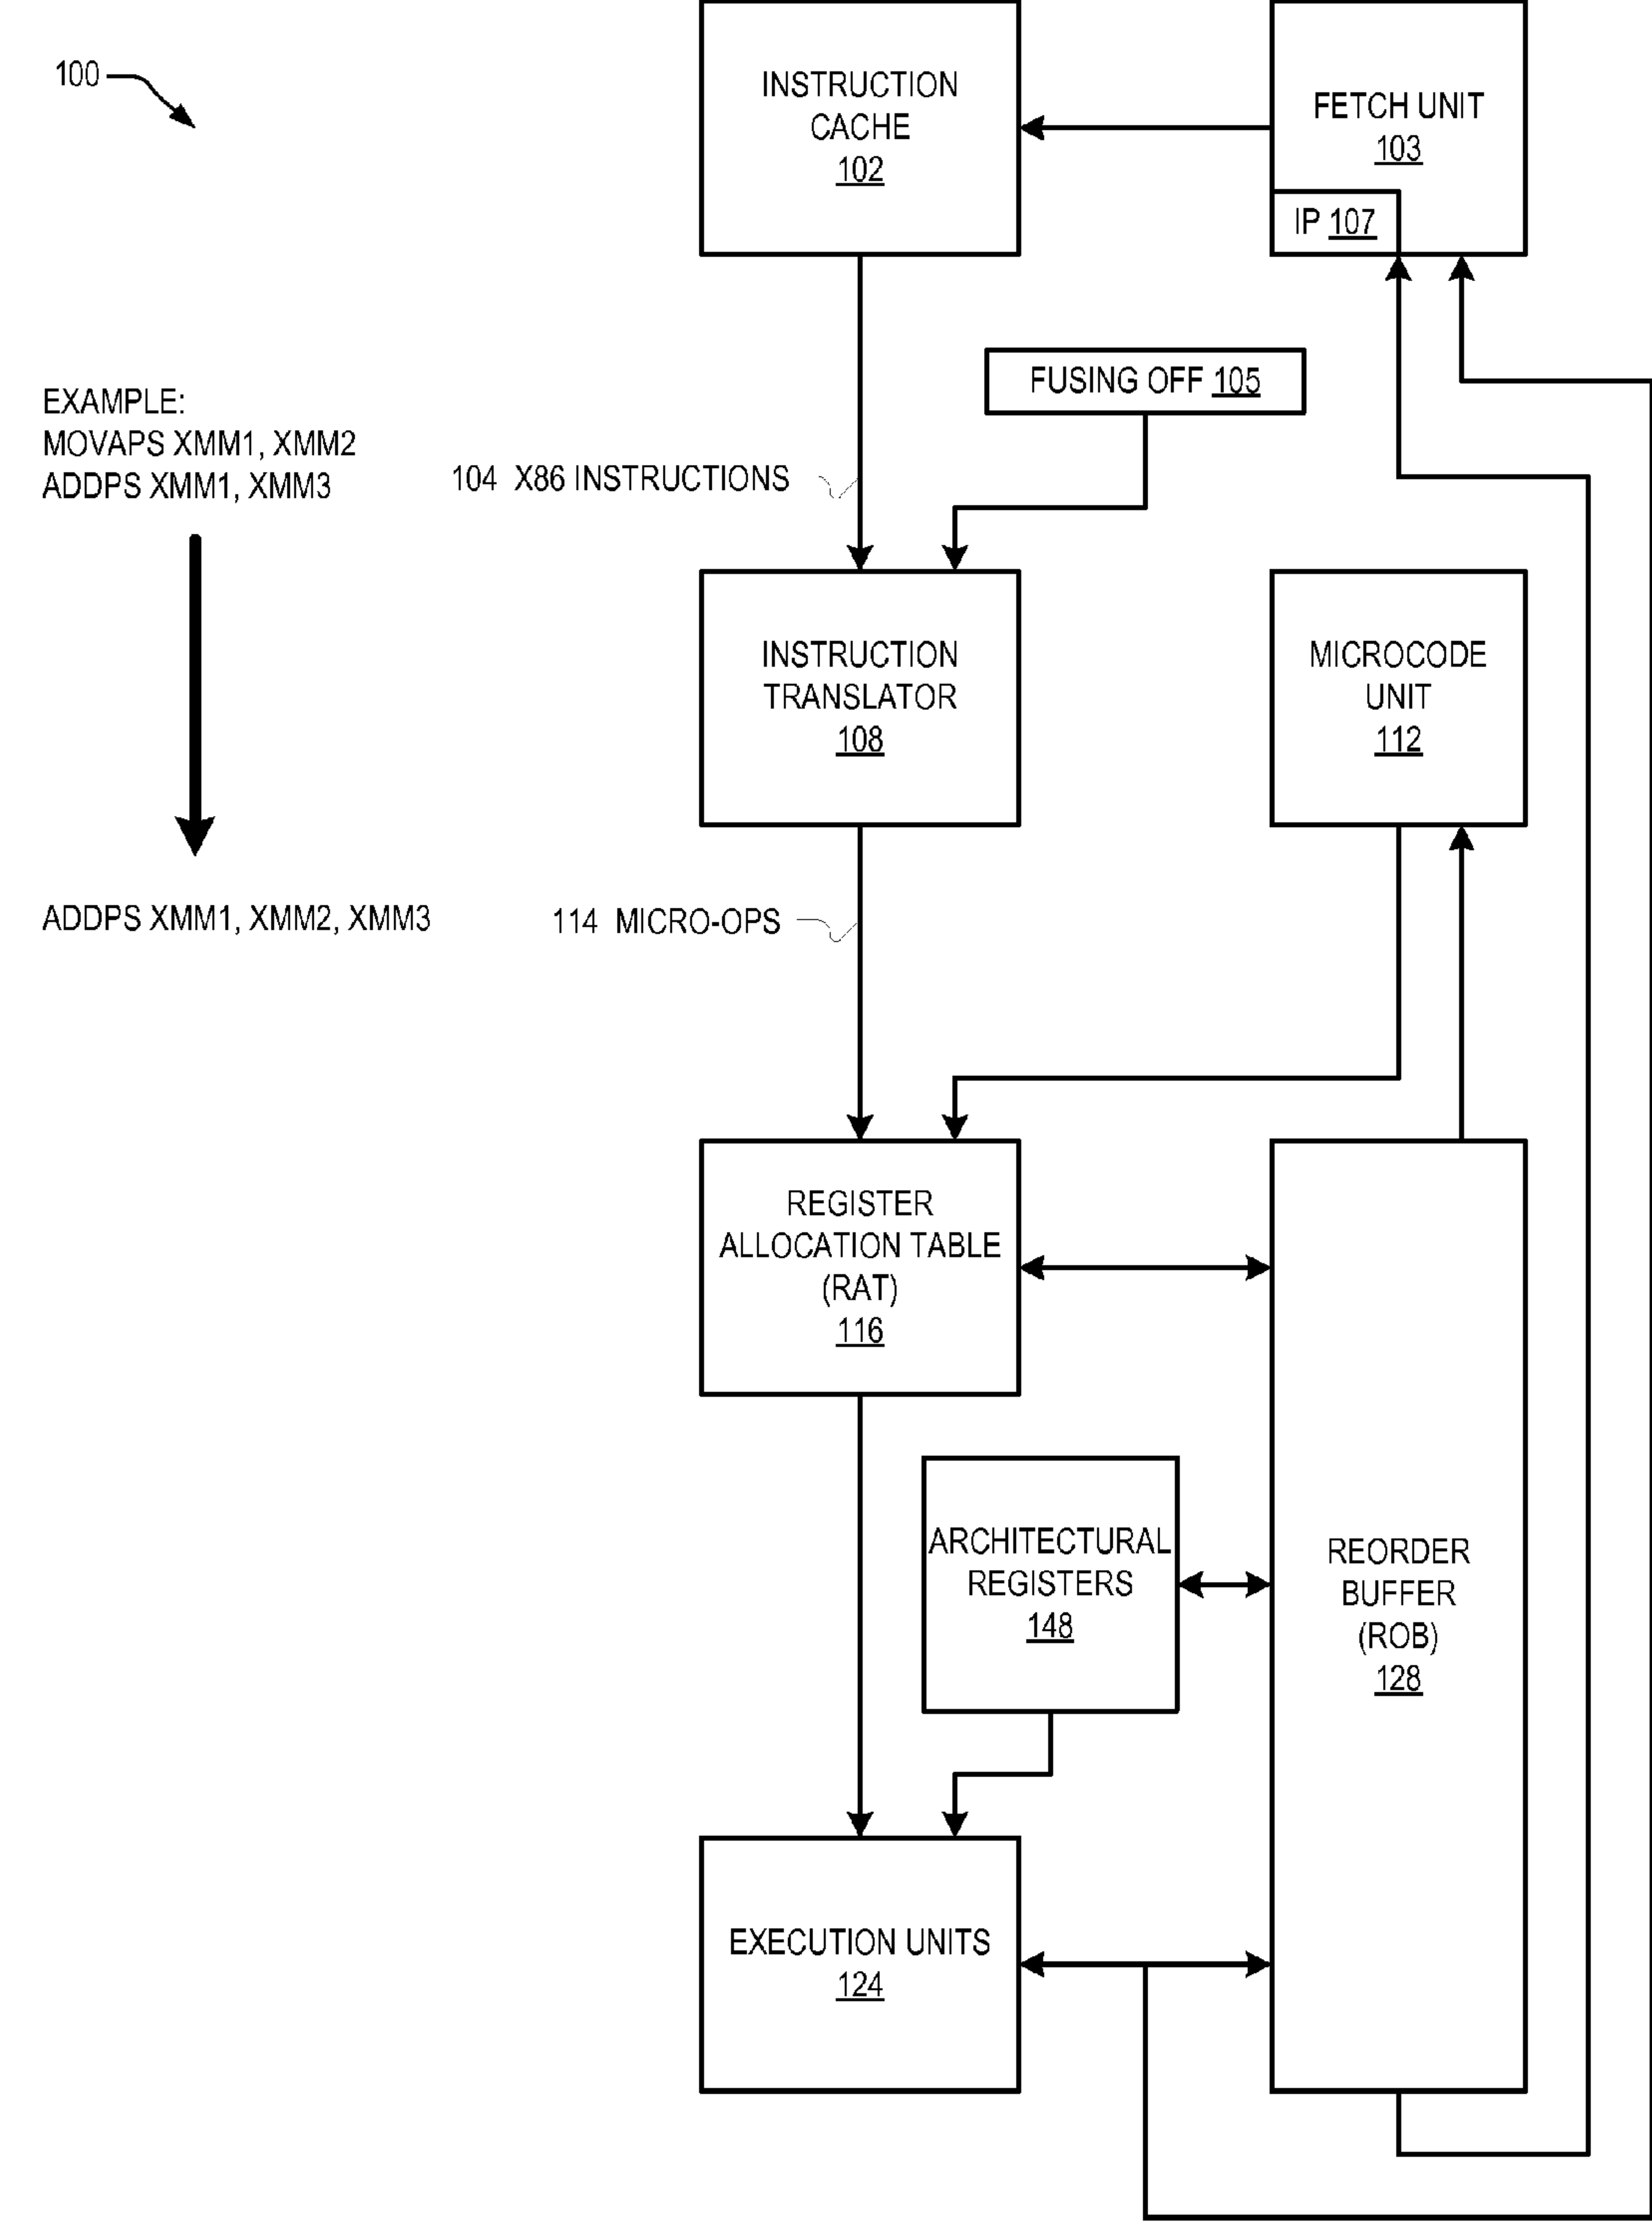 100
INSTRUCTION
CACHE
102
FETCH UNIT
103
IP 107
FUSING OFF 105
EXAMPLE:
MOVAPS XMM1, XMM2
ADDPS XMM1, XMM3
104 X86 INSTRUCTIONS
INSTRUCTION
TRANSLATOR
108
MICROCODE
UNIT
112
ADDPS XMM1, XMM2, XMM3
114 MICRO-OPS
REGISTER
ALLOCATION TABLE
(RAT)
116
ARCHITECTURAL
REGISTERS
148
REORDER
BUFFER
(ROB)
128
EXECUTION UNITS
124